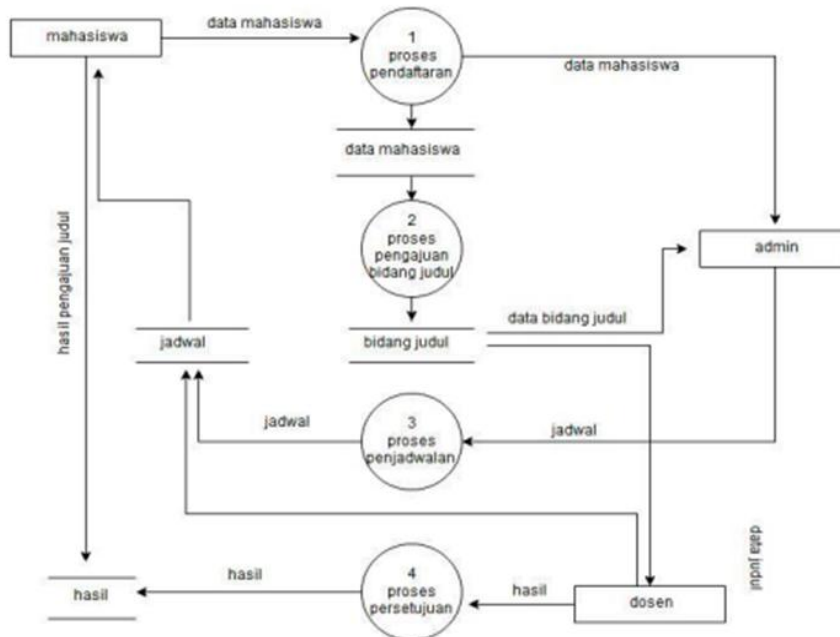 data mahasiswa
mahasiswa
1
proses
pendaftaran
data mahasiswa
data mahasiswa
2
proses
pengajuan
bidang judul
admin
hasil pengajuan judul
data bidang judul
jadwal
bidang judul
3
proses
penjadwalan
jadwal
jadwal
data judul
4
proses
persetujuan
hasil
hasil
hasil
dosen